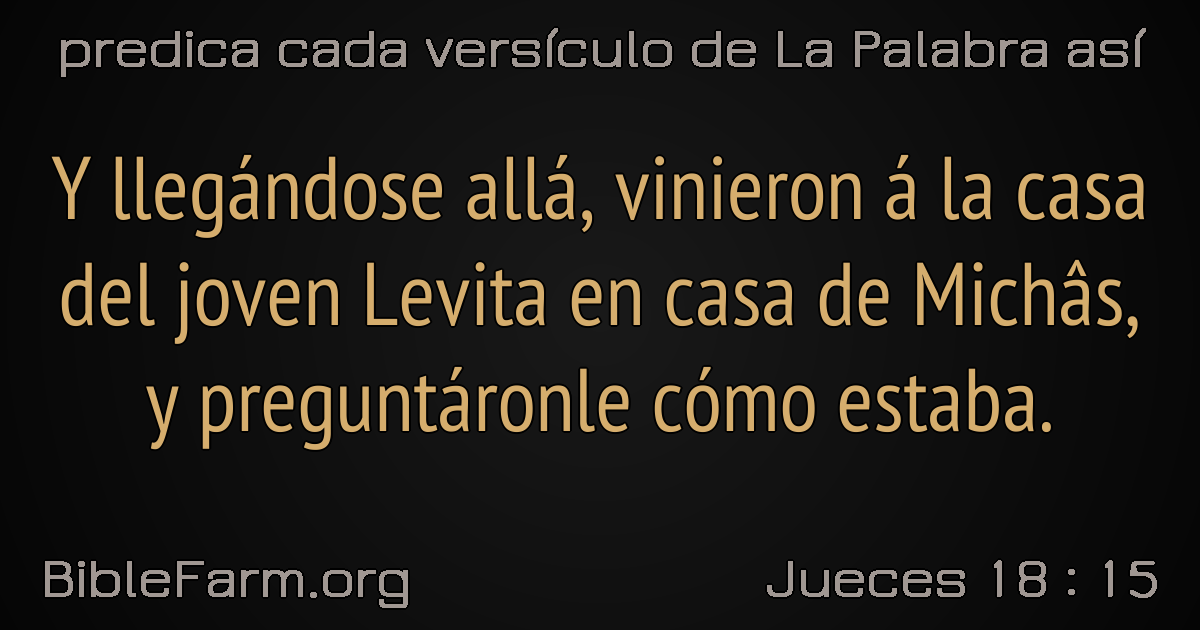 predica cada versículo de La Palabra así
Y llegándose allá, vinieron á la casa
del joven Levita en casa de Michâs,
y preguntáronle cómo estaba.
BibleFarm.org
Jueces 18 : 15